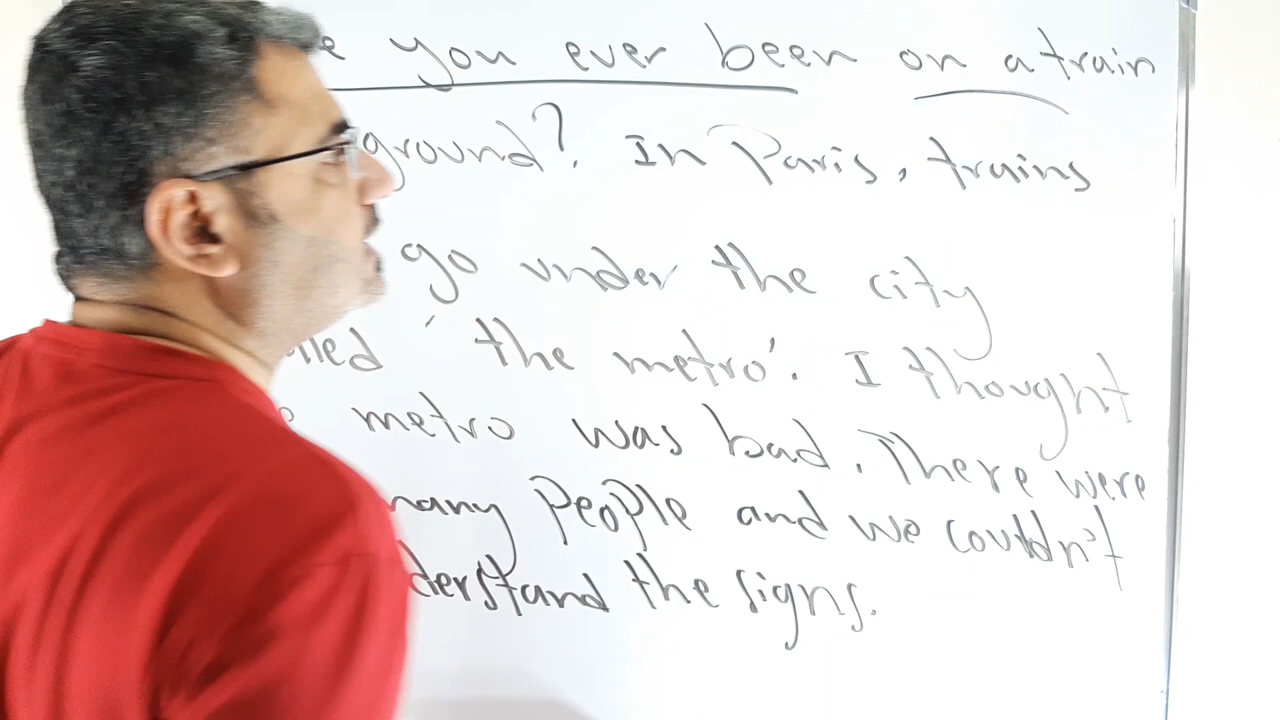 you ever been on a train
ground? In Paris, trains
go under the city
'the metro'. I thought
metro was bad. There were
many people and we couldn't
derstand the signs.